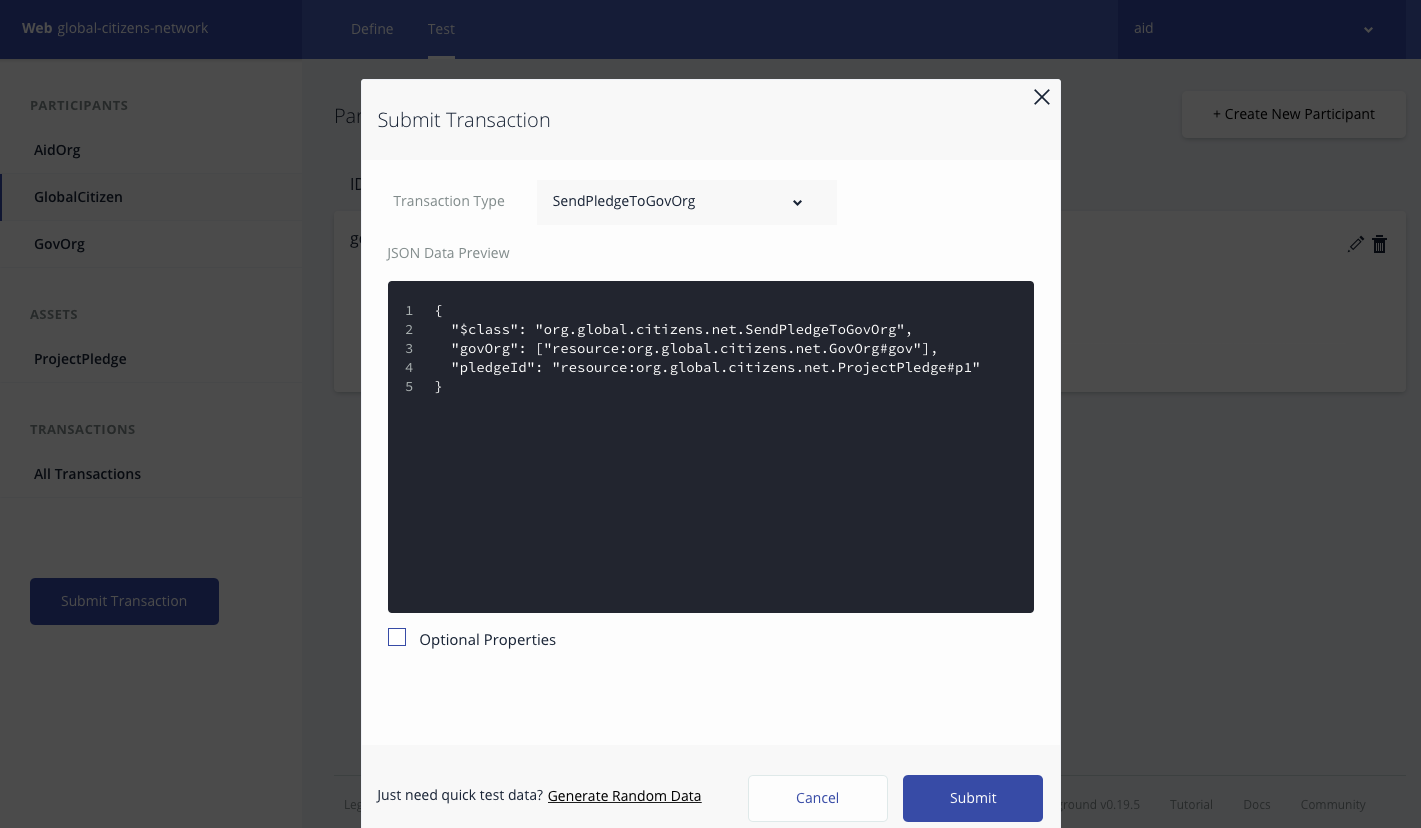 Web global-citizens-network
Define
Test
aid
PARTICIPANTS
AidOrg
GlobalCitizen
GovOrg
ASSETS
ProjectPledge
TRANSACTIONS
All Transactions
Submit Transaction
+ Create New Participant
ID
Submit Transaction
Transaction Type
SendPledgeToGovOrg
JSON Data Preview
1 {
2 "$class": "org.global.citizens.net.SendPledgeToGovOrg",
3 "govOrg": ["resource:org.global.citizens.net.GovOrg#gov"],
4 "pledgeId": "resource:org.global.citizens.net.ProjectPledge#p1"
5 }
Optional Properties
Just need quick test data? Generate Random Data
Cancel
Submit
v0.19.5
Tutorial
Docs
Community